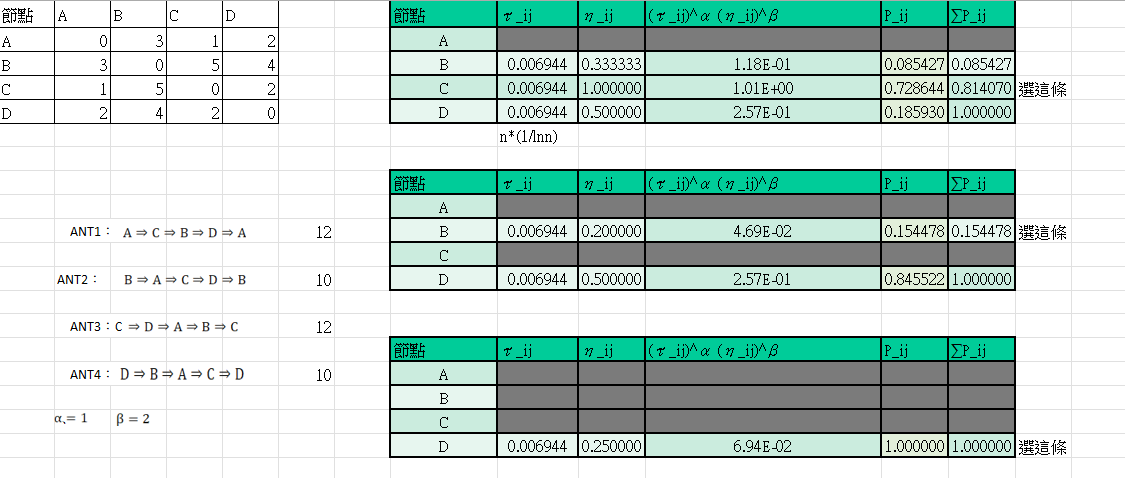 節點 A B C D
A 0 3 1 2
B 3 0 5 4
C 1 5 0 2
D 2 4 2 0
節點 τ_ij η_ij (τ_ij)^α (η_ij)^β P_ij ∑P_ij
A
B 0.006944 0.333333 1.18E-01 0.085427 0.085427
C 0.006944 1.000000 1.01E+00 0.728644 0.814070 選這條
D 0.006944 0.500000 2.57E-01 0.185930 1.000000
n*(1/lnn)
節點 τ_ij η_ij (τ_ij)^α (η_ij)^β P_ij ∑P_ij
A
B 0.006944 0.200000 4.69E-02 0.154478 0.154478 選這條
C
D 0.006944 0.500000 2.57E-01 0.845522 1.000000
ANT1： A ⇒ C ⇒ B ⇒ D ⇒ A 12
ANT2： B ⇒ A ⇒ C ⇒ D ⇒ B 10
ANT3：C ⇒ D ⇒ A ⇒ B ⇒ C 12
ANT4： D ⇒ B ⇒ A ⇒ C ⇒ D 10
α、= 1 β = 2
節點 τ_ij η_ij (τ_ij)^α (η_ij)^β P_ij ∑P_ij
A
B
C
D 0.006944 0.250000 6.94E-02 1.000000 1.000000 選這條